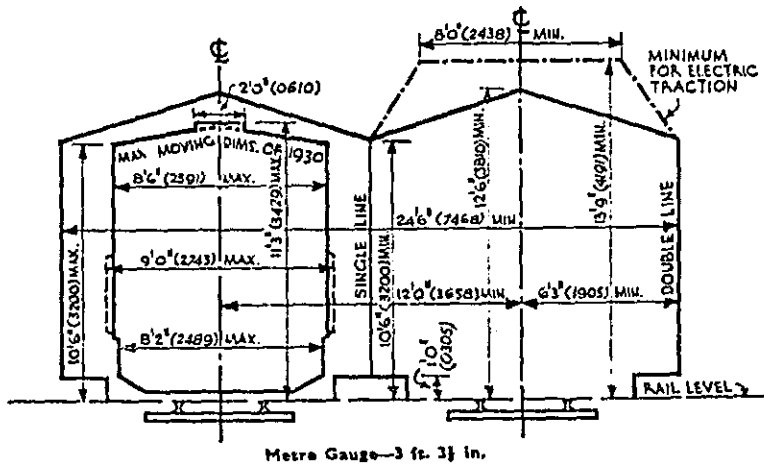 8'0"(2438) MIN.
MINIMUM
FOR ELECTRIC
TRACTION
2'0"(0610)
MAX MOVING DIMS. OF 1930
8'6"(2591) MAX.
11'3"(3429) MAX.
12'6"(3810) MIN.
13'9"(4191) MIN.
24'6"(7468) MIN
SINGLE LINE
DOUBLE LINE
9'0"(2743) MAX.
12'0"(3658) MIN.
6'3"(1905) MIN.
10'6"(3200) MAX.
10'6"(3200) MIN.
8'2"(2489) MAX.
1'0"
(0305)
RAIL LEVEL
Metre Gauge—3 ft. 3⅜ in.